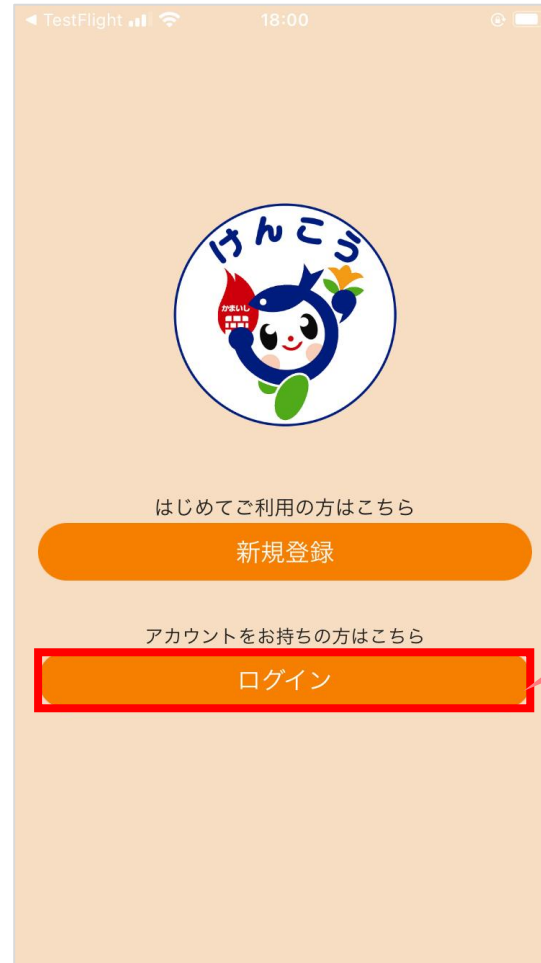 ◀ TestFlight 18:00
けんこう
かまいし
はじめてご利用の方はこちら
新規登録
アカウントをお持ちの方はこちら
ログイン